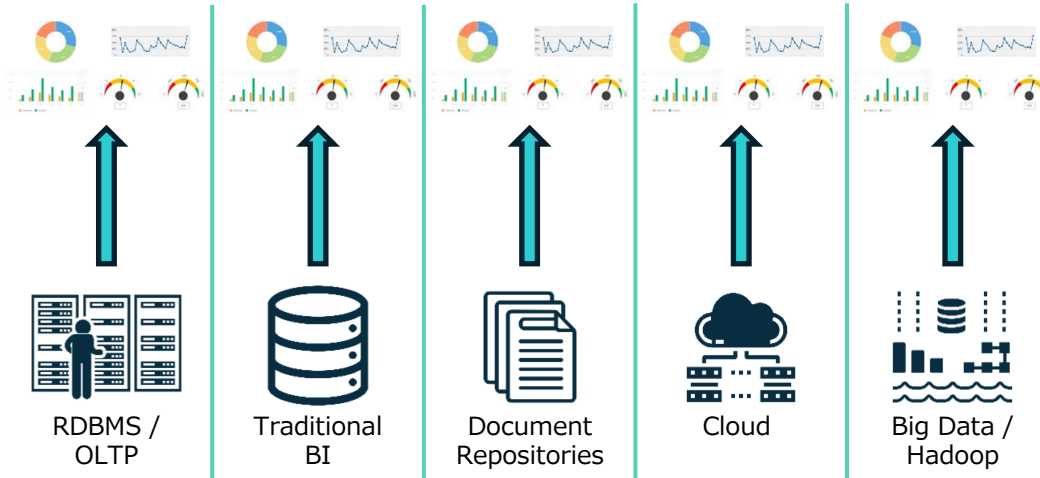 RDBMS /
OLTP
Traditional
BI
Document
Repositories
Cloud
Big Data /
Hadoop